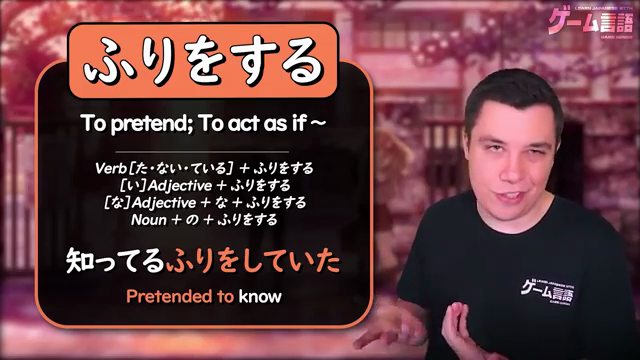 ふりをする
To pretend; To act as if ~
Verb [た・ない・ている] + ふりをする
[い] Adjective + ふりをする
[な] Adjective + な + ふりをする
Noun + の + ふりをする
知ってるふりをしていた
Pretended to know
LEARN JAPANESE WITH
ゲーム言語
ゲーム言語